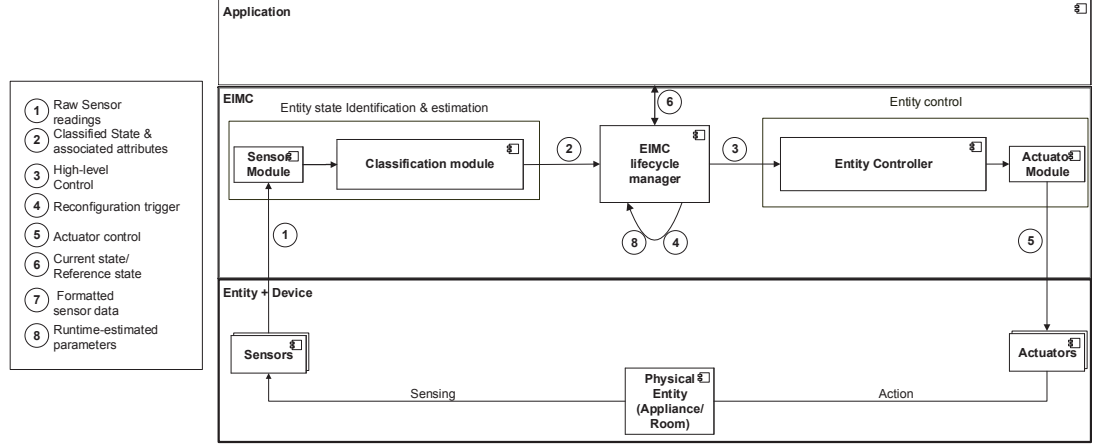 Application
1 Raw Sensor
readings
2 Classified State &
associated attributes
3 High-level
Control
4 Reconfiguration trigger
5 Actuator control
6 Current state/
Reference state
7 Formatted
sensor data
8 Runtime-estimated
parameters
EIMC
Entity state Identification & estimation
6
Entity control
Sensor
Module
Classification module
2
EIMC
lifecycle
manager
3
Entity Controller
Actuator
Module
1
8
4
5
Entity + Device
Sensors
Actuators
Sensing
Physical
Entity
(Appliance/
Room)
Action